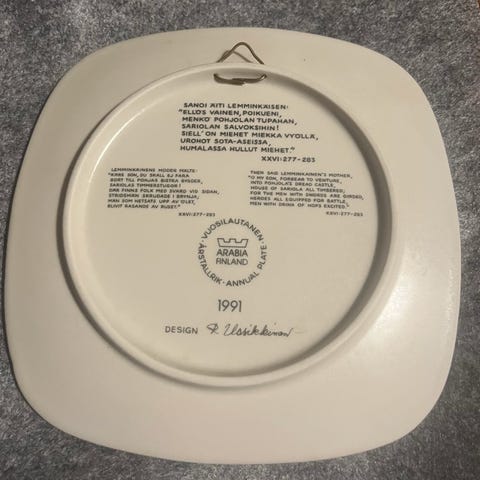 SANOI ÄITI LEMMINKÄISEN:
"ELLÖS VAINEN, POIKUENI,
MENKÖ POHJOLAN TUPAHAN,
SARIOLAN SALVOKSIHIN!
SIELL' ON MIEHET MIEKKA VYÖLLÄ,
UROHOT SOTA-ASEISSA,
HUMALASSA HULLUT MIEHET."
XXVI:277-283
LEMMINKÄINENS MODER MÄLTE:
"KÄRE SON, DU SKALL EJ FARA
BORT TILL POHJAS BISTRA BYGDER,
SARIOLAS TIMMERSTUGOR!
DÄR FINNS FOLK MED SVÄRD VID SIDAN,
STRIDSMÄN SKRUDADE I BRYNJA,
MÄN SOM HETSATS UPP AV ÖLET,
BLIVIT RASANDE AV RUSET."
XXVI:277-283
THEN SAID LEMMINKAINEN'S MOTHER,
"O MY SON, FORBEAR TO VENTURE,
INTO POHJOLA'S DREAD CASTLE,
HOUSE OF SARIOLA ALL TIMBERED,
FOR THE MEN WITH SWORDS ARE GIRDED,
HEROES ALL EQUIPPED FOR BATTLE,
MEN WITH DRINK OF HOPS EXCITED."
XXVI:277-283
VUOSILAUTANEN · ÅRSTALLRIK · ANNUAL PLATE ·
ARABIA
FINLAND
1991
DESIGN R. Uosikkinen